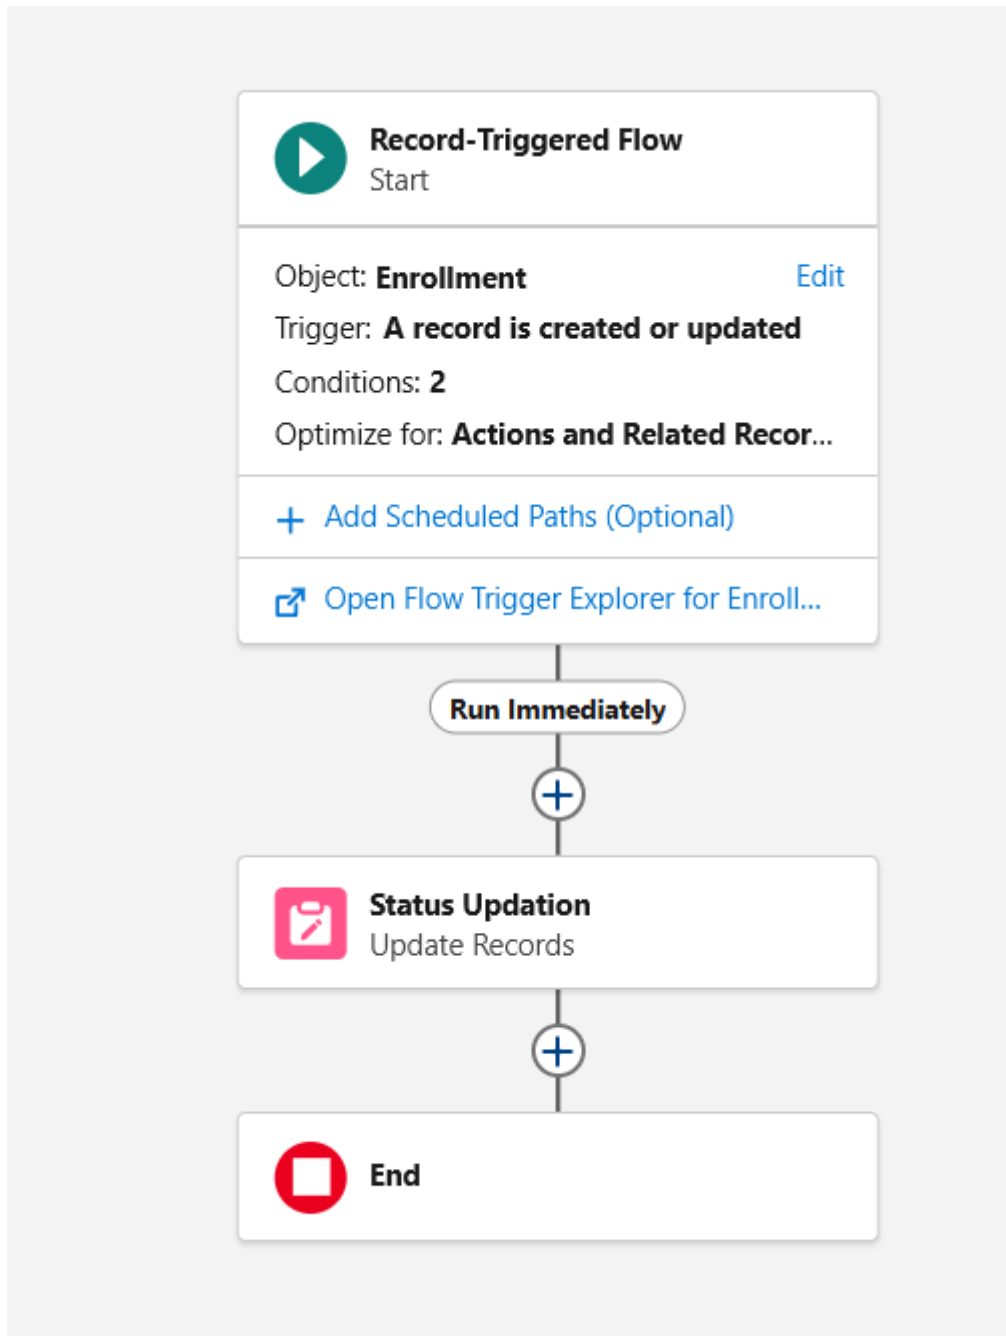 Record-Triggered Flow
Start
Object: Enrollment
Edit
Trigger: A record is created or updated
Conditions: 2
Optimize for: Actions and Related Recor...
Add Scheduled Paths (Optional)
Open Flow Trigger Explorer for Enroll...
Run Immediately
Status Updation
Update Records
End